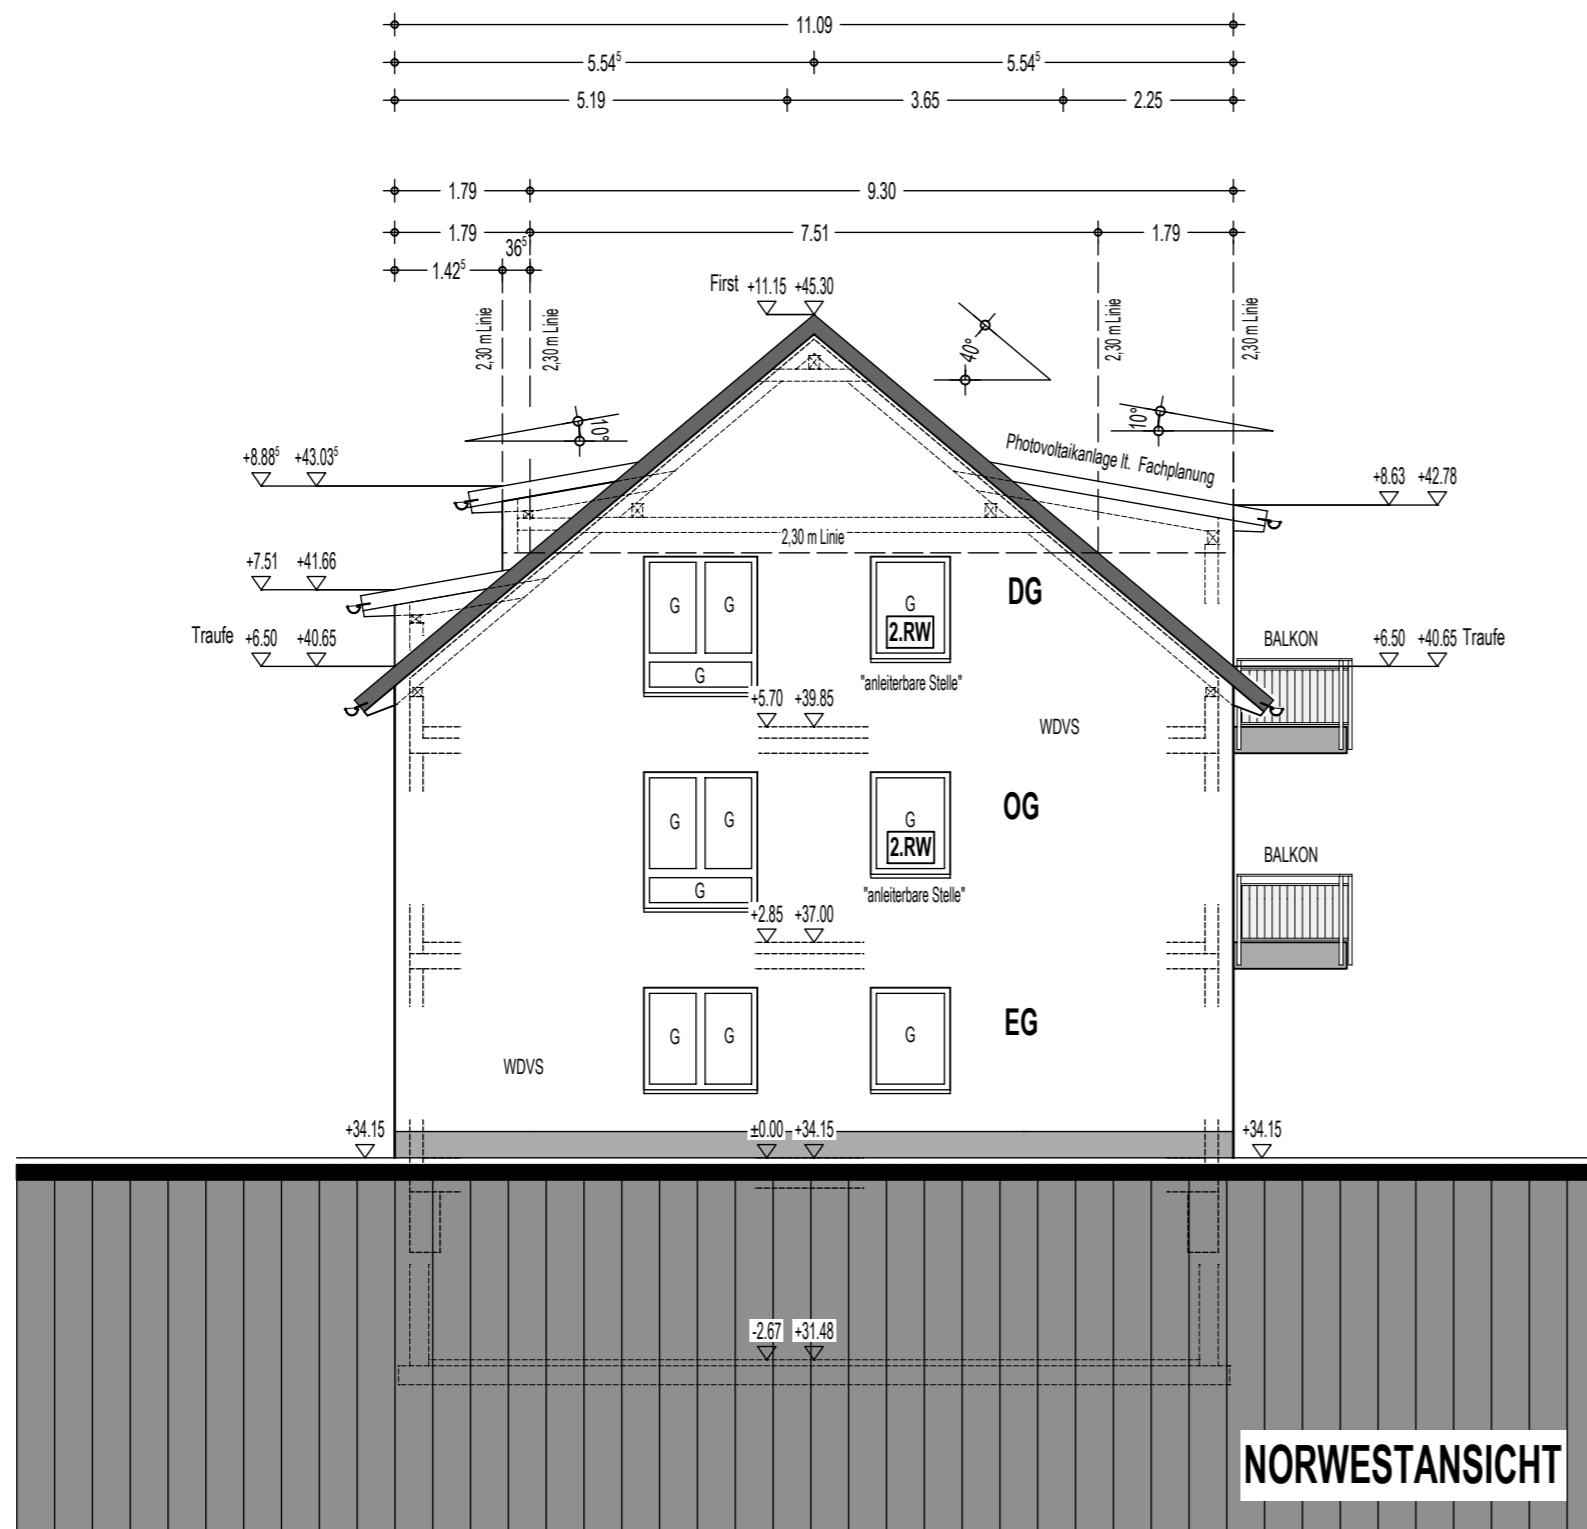 11.09
5.54⁵ 5.54⁵
5.19 3.65 2.25
1.79 9.30
1.79 36⁵ 7.51 1.79
1.42⁵
First +11.15 +45.30
2,30 m Linie
2,30 m Linie
2,30 m Linie
2,30 m Linie
40°
10°
10°
Photovoltaikanlage lt. Fachplanung
+8.88⁵ +43.03⁵
+8.63 +42.78
2,30 m Linie
+7.51 +41.66
G G G DG
2.RW
Traufe +6.50 +40.65
BALKON
+6.50 +40.65 Traufe
G
"anleiterbare Stelle"
+5.70 +39.85
WDVS
OG
G G G
2.RW
BALKON
G
"anleiterbare Stelle"
+2.85 +37.00
EG
G G G
WDVS
+34.15 ±0.00 +34.15 +34.15
-2.67 +31.48
NORWESTANSICHT